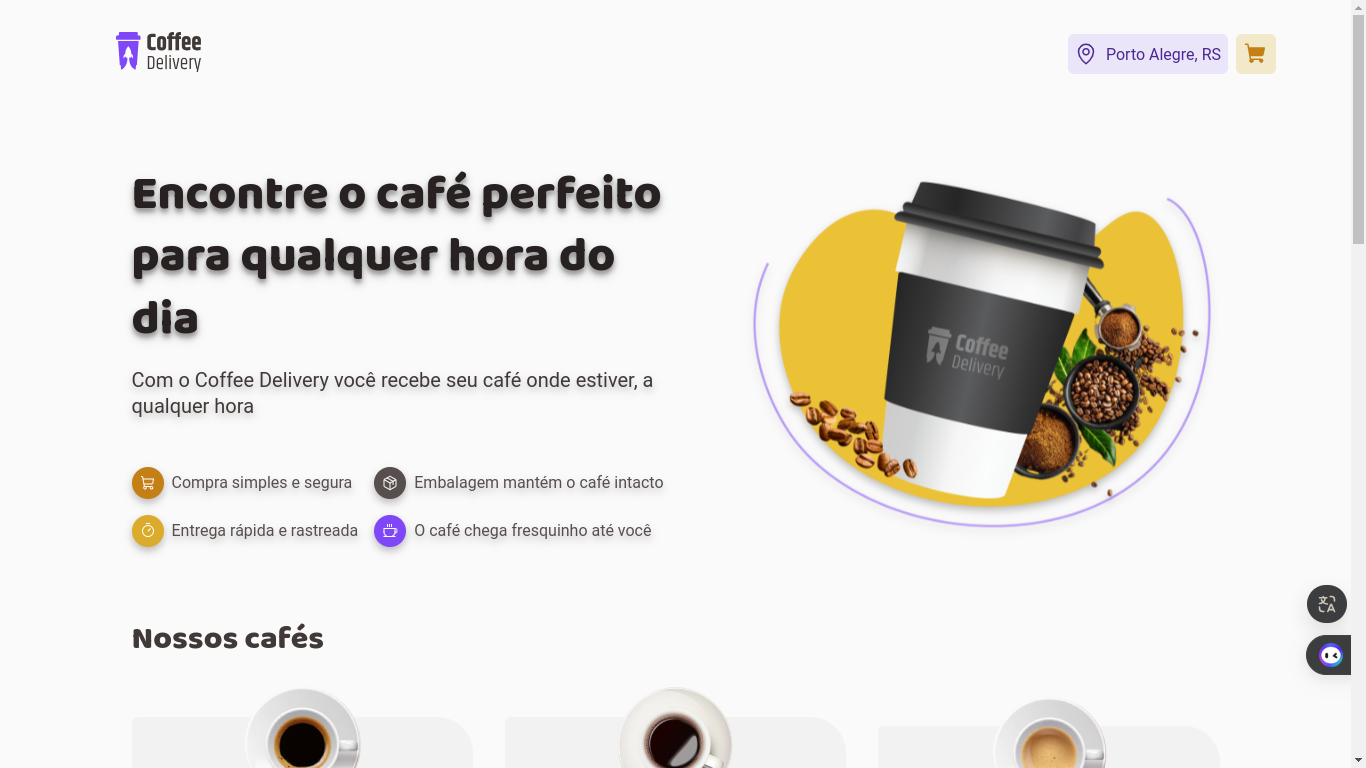 Coffee
Delivery
Porto Alegre, RS
Encontre o café perfeito
para qualquer hora do
dia
Com o Coffee Delivery você recebe seu café onde estiver, a
qualquer hora
Coffee
Delivery
Compra simples e segura
Embalagem mantém o café intacto
Entrega rápida e rastreada
O café chega fresquinho até você
Nossos cafés